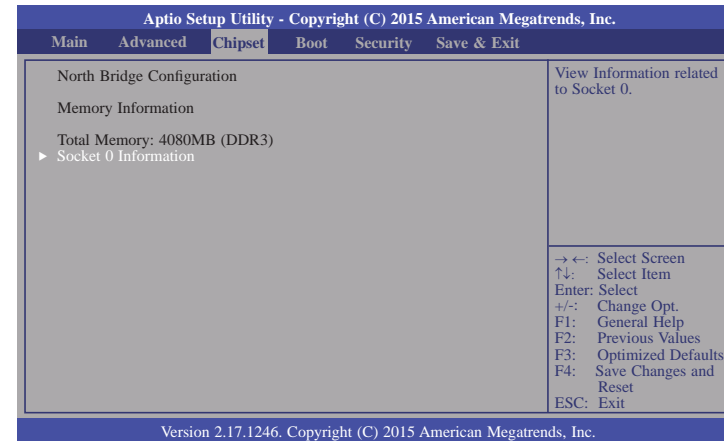 Aptio Setup Utility - Copyright (C) 2015 American Megatrends, Inc.
Main Advanced Chipset Boot Security Save & Exit
North Bridge Configuration
Memory Information
Total Memory: 4080MB (DDR3)
► Socket 0 Information
View Information related
to Socket 0.
→ ←: Select Screen
↑↓: Select Item
Enter: Select
+/-: Change Opt.
F1: General Help
F2: Previous Values
F3: Optimized Defaults
F4: Save Changes and
Reset
ESC: Exit
Version 2.17.1246. Copyright (C) 2015 American Megatrends, Inc.